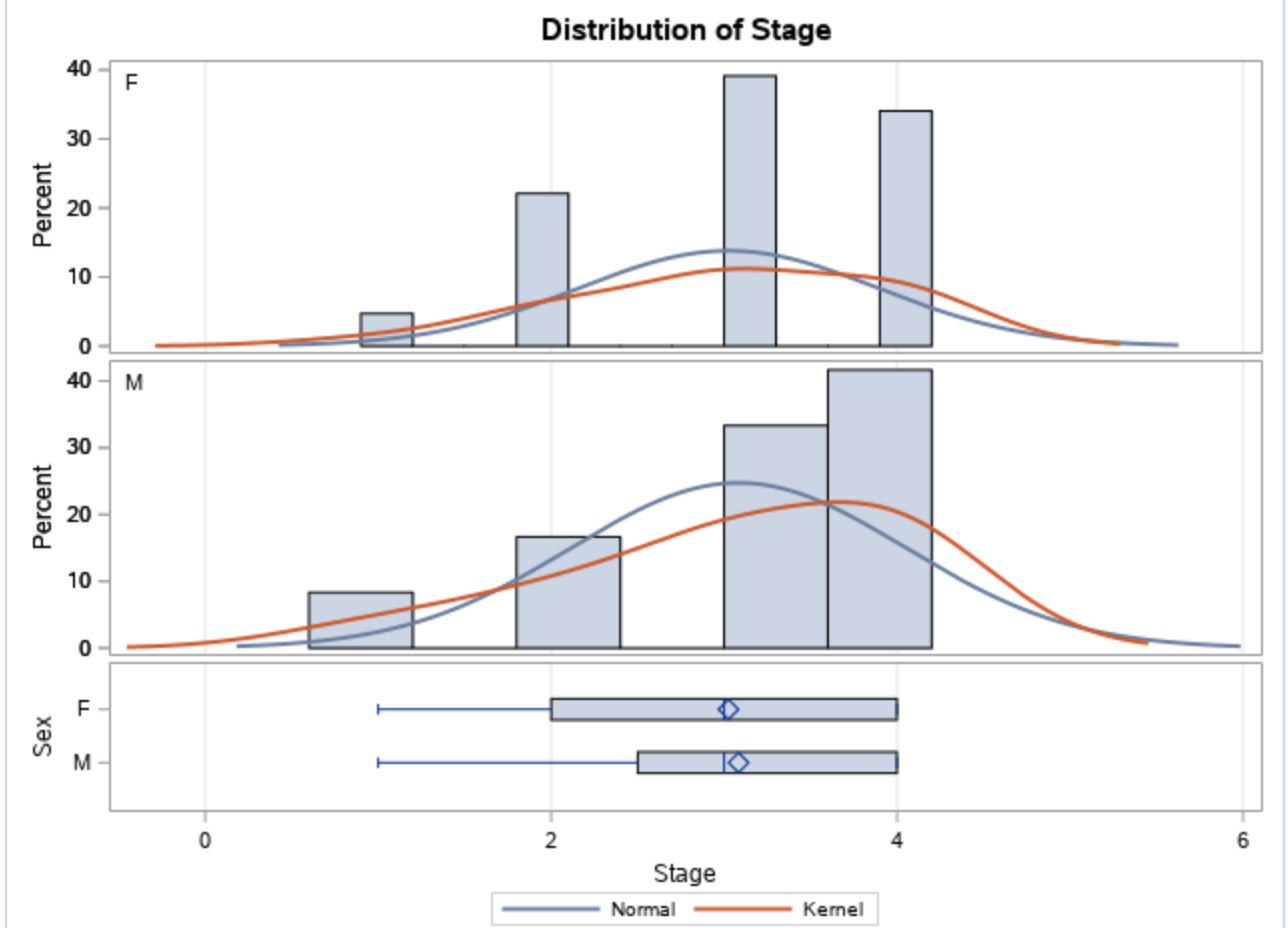 Distribution of Stage
F
40
30
20
10
0
Percent
M
40
30
20
10
0
Percent
F
M
Sex
0 2 4 6
Stage
Normal Kernel